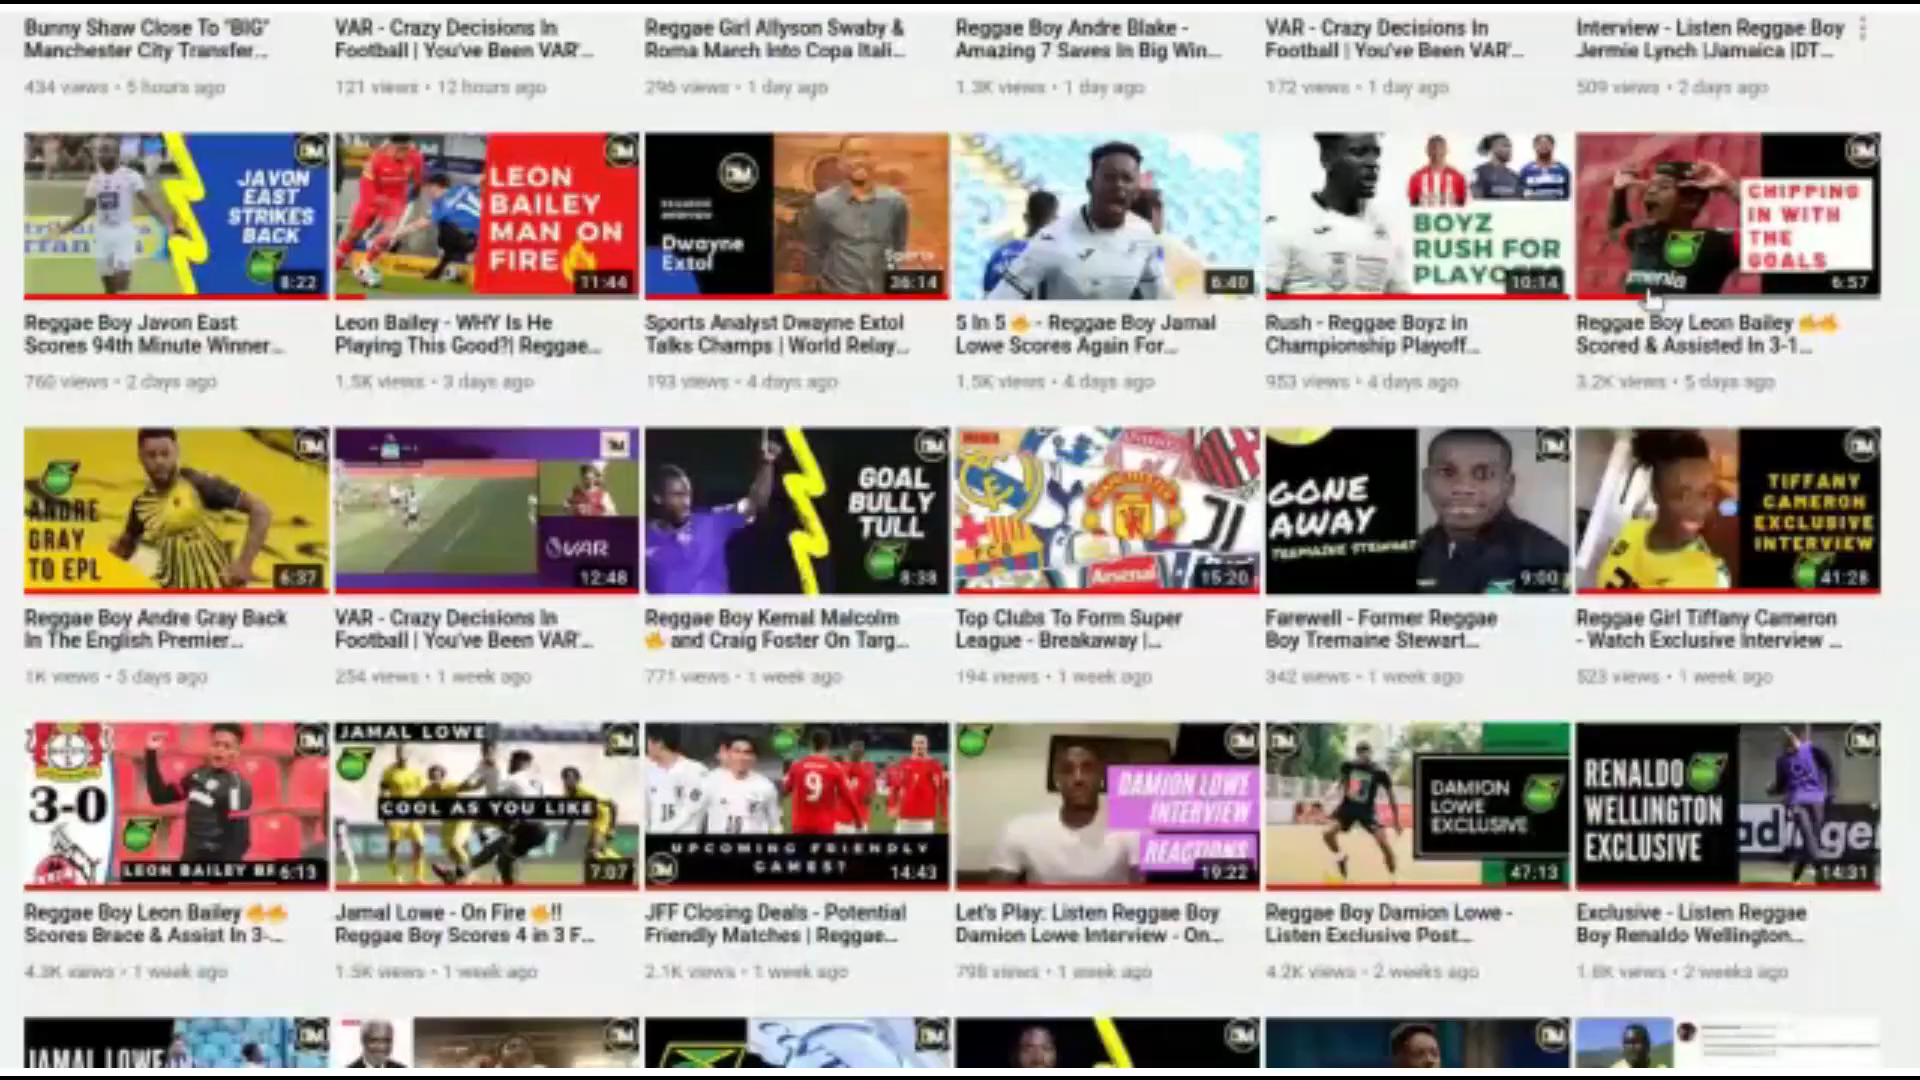 Bunny Shaw Close To "BIG"
Manchester City Transfer...
434 views • 5 hours ago
VAR - Crazy Decisions In
Football | You've Been VAR'...
121 views • 12 hours ago
Reggae Girl Allyson Swaby &
Roma March Into Copa Itali...
296 views • 1 day ago
Reggae Boy Andre Blake -
Amazing 7 Saves In Big Win...
1.3K views • 1 day ago
VAR - Crazy Decisions In
Football | You've Been VAR'...
172 views • 1 day ago
Interview - Listen Reggae Boy
Jermie Lynch |Jamaica |DT...
509 views • 2 days ago
JAVON
EAST
STRIKES
BACK
8:22
LEON
BAILEY
MAN ON
FIRE
11:44
Dwayne
Extol
Sports
36:14
6:40
BOYZ
RUSH FOR
PLAYO
10:14
CHIPPING
IN WITH
THE
GOALS
6:57
Reggae Boy Javon East
Scores 94th Minute Winner...
760 views • 2 days ago
Leon Bailey - WHY Is He
Playing This Good?| Reggae...
1.5K views • 3 days ago
Sports Analyst Dwayne Extol
Talks Champs | World Relay...
193 views • 4 days ago
5 In 5 🔥 - Reggae Boy Jamal
Lowe Scores Again For...
1.5K views • 4 days ago
Rush - Reggae Boyz in
Championship Playoff...
953 views • 4 days ago
Reggae Boy Leon Bailey 🔥🔥
Scored & Assisted In 3-1...
3.2K views • 5 days ago
ANDRE
GRAY
TO EPL
6:37
VAR
12:48
GOAL
BULLY
TULL
8:38
Arsenal
15:20
GONE
AWAY
TREMAINE STEWART
9:00
TIFFANY
CAMERON
EXCLUSIVE
INTERVIEW
41:28
Reggae Boy Andre Gray Back
In The English Premier...
1K views • 5 days ago
VAR - Crazy Decisions In
Football | You've Been VAR'...
254 views • 1 week ago
Reggae Boy Kemal Malcolm
🔥 and Craig Foster On Targ...
771 views • 1 week ago
Top Clubs To Form Super
League - Breakaway |...
194 views • 1 week ago
Farewell - Former Reggae
Boy Tremaine Stewart...
342 views • 1 week ago
Reggae Girl Tiffany Cameron
- Watch Exclusive Interview ...
523 views • 1 week ago
3-0
LEON BAILEY BR
6:13
JAMAL LOWE
COOL AS YOU LIKE
7:07
9
UPCOMING FRIENDLY
GAMES?
14:43
DAMION LOWE
INTERVIEW
REACTIONS
19:22
DAMION
LOWE
EXCLUSIVE
47:13
RENALDO
WELLINGTON
EXCLUSIVE
14:31
Reggae Boy Leon Bailey 🔥🔥
Scores Brace & Assist In 3-...
4.3K views • 1 week ago
Jamal Lowe - On Fire 🔥!!
Reggae Boy Scores 4 in 3 F...
1.5K views • 1 week ago
JFF Closing Deals - Potential
Friendly Matches | Reggae...
2.1K views • 1 week ago
Let's Play: Listen Reggae Boy
Damion Lowe Interview - On...
798 views • 1 week ago
Reggae Boy Damion Lowe -
Listen Exclusive Post...
4.2K views • 2 weeks ago
Exclusive - Listen Reggae
Boy Renaldo Wellington...
1.8K views • 2 weeks ago
JAMAL LOWE